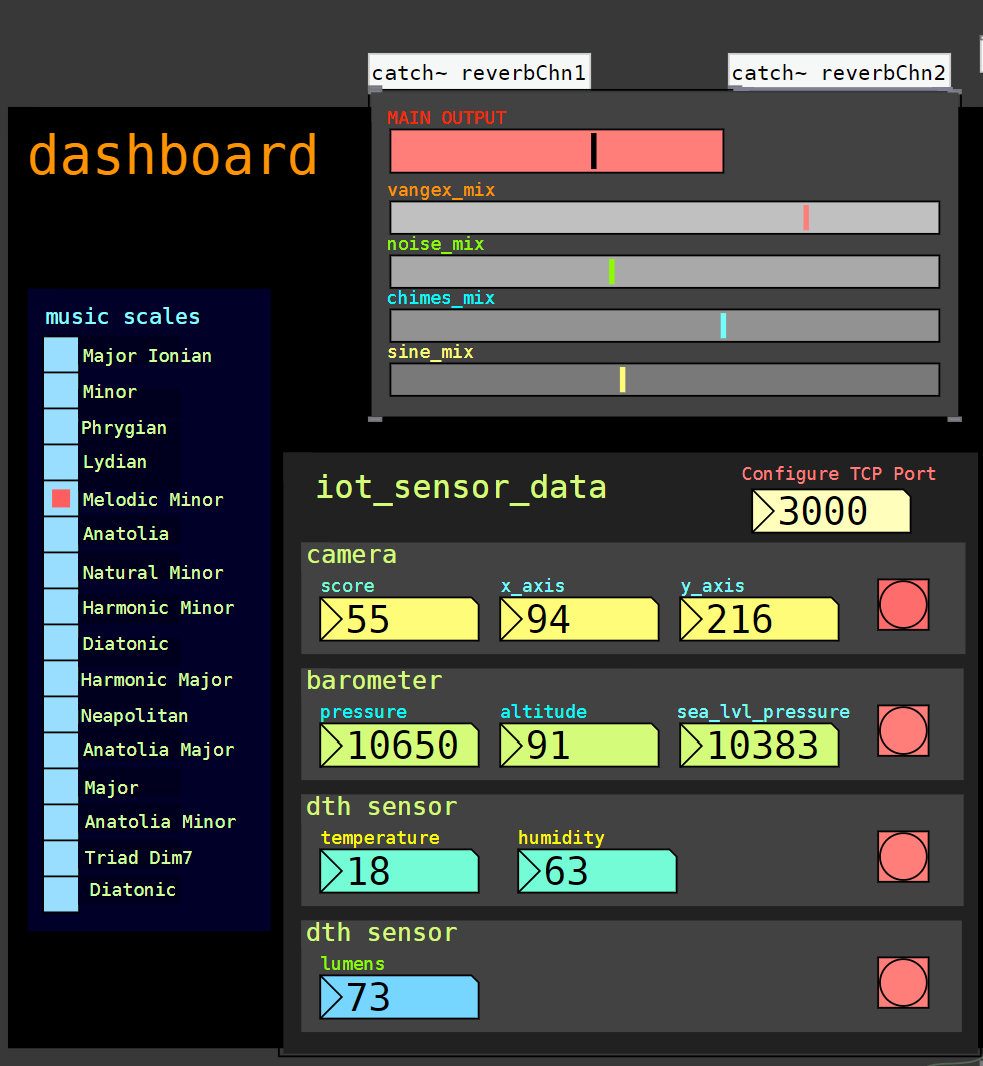 catch~ reverbChn1
catch~ reverbChn2
dashboard
MAIN OUTPUT
vangex_mix
noise_mix
chimes_mix
sine_mix
music scales
Major Ionian
Minor
Phrygian
Lydian
Melodic Minor
Anatolia
Natural Minor
Harmonic Minor
Diatonic
Harmonic Major
Neapolitan
Anatolia Major
Major
Anatolia Minor
Triad Dim7
Diatonic
iot_sensor_data
Configure TCP Port
3000
camera
score x_axis y_axis
55 94 216
barometer
pressure altitude sea_lvl_pressure
10650 91 10383
dth sensor
temperature humidity
18 63
dth sensor
lumens
73